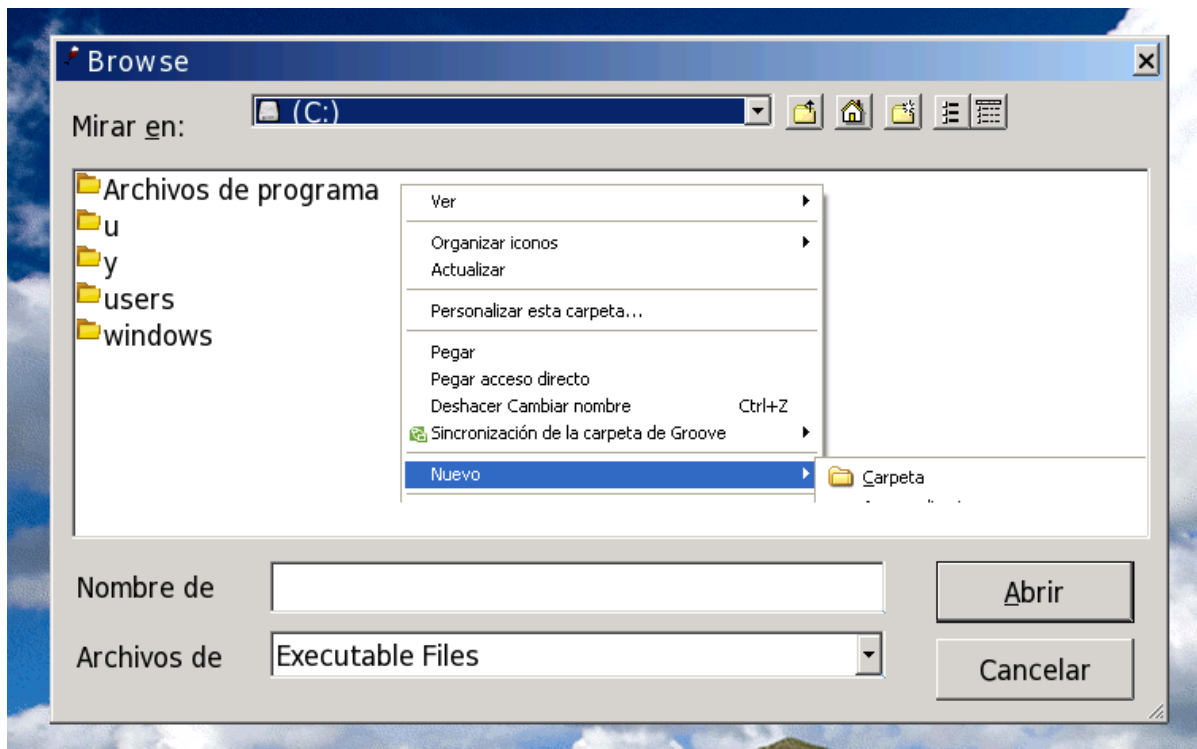 Browse
Mirar en:
(C:)
Archivos de programa
u
y
users
windows
Ver
Organizar iconos
Actualizar
Personalizar esta carpeta...
Pegar
Pegar acceso directo
Deshacer Cambiar nombre Ctrl+Z
Sincronización de la carpeta de Groove
Nuevo
Carpeta
Nombre de
Abrir
Archivos de
Executable Files
Cancelar